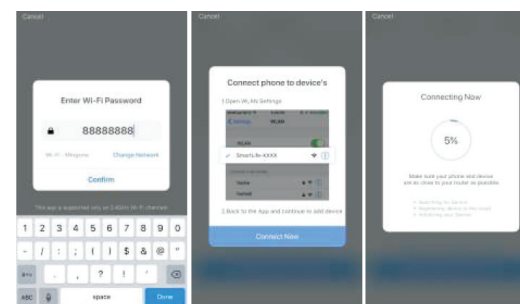 Cancel
Enter Wi-Fi Password
88888888
Change Network
Confirm
This app is supported only on 2.4GHz Wi-Fi channels
1 2 3 4 5 6 7 8 9 0
- / : ; ( ) $ & @ "
. , ? ! '
ABC space Done
Cancel
Connect phone to device's
1.Open WLAN Settings
WLAN
WLAN
SmartLife-XXXX
2.Back to the App and continue to add device
Connect Now
Cancel
Connecting Now
5%
Make sure your phone and device
are as close to your router as possible